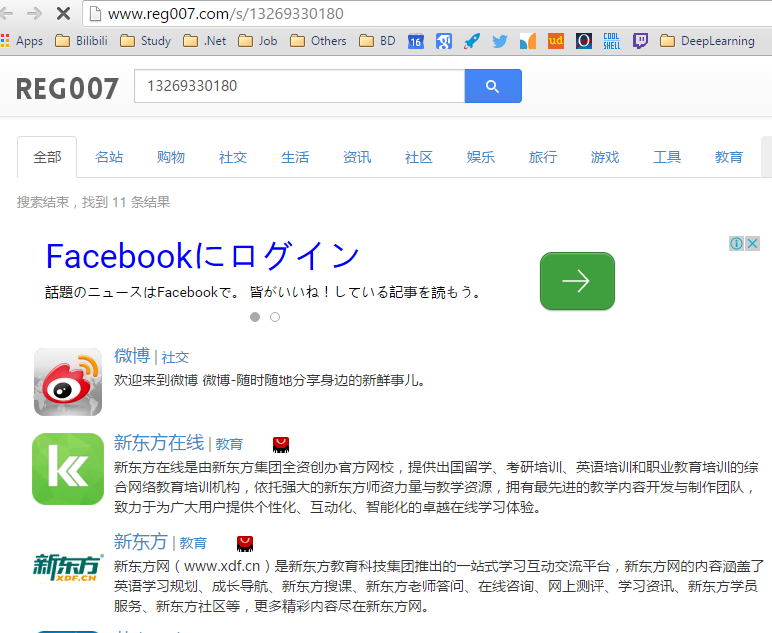 www.reg007.com/s/13269330180
Apps Bilibili Study .Net Job Others BD 16 ud COOL SHELL DeepLearning
REG007 13269330180
全部 名站 购物 社交 生活 资讯 社区 娱乐 旅行 游戏 工具 教育
搜索结束，找到 11 条结果
Facebookにログイン
話題のニュースはFacebookで。 皆がいいね！している記事を読もう。
微博 | 社交
欢迎来到微博 微博-随时随地分享身边的新鲜事儿。
新东方在线 | 教育
新东方在线是由新东方集团全资创办官方网校，提供出国留学、考研培训、英语培训和职业教育培训的综
合网络教育培训机构，依托强大的新东方师资力量与教学资源，拥有最先进的教学内容开发与制作团队，
致力于为广大用户提供个性化、互动化、智能化的卓越在线学习体验。
新东方 | 教育
新东方 XDF.CN
新东方网（www.xdf.cn）是新东方教育科技集团推出的一站式学习互动交流平台，新东方网的内容涵盖了
英语学习规划、成长导航、新东方搜课、新东方老师答问、在线咨询、网上测评、学习资讯、新东方学员
服务、新东方社区等，更多精彩内容尽在新东方网。